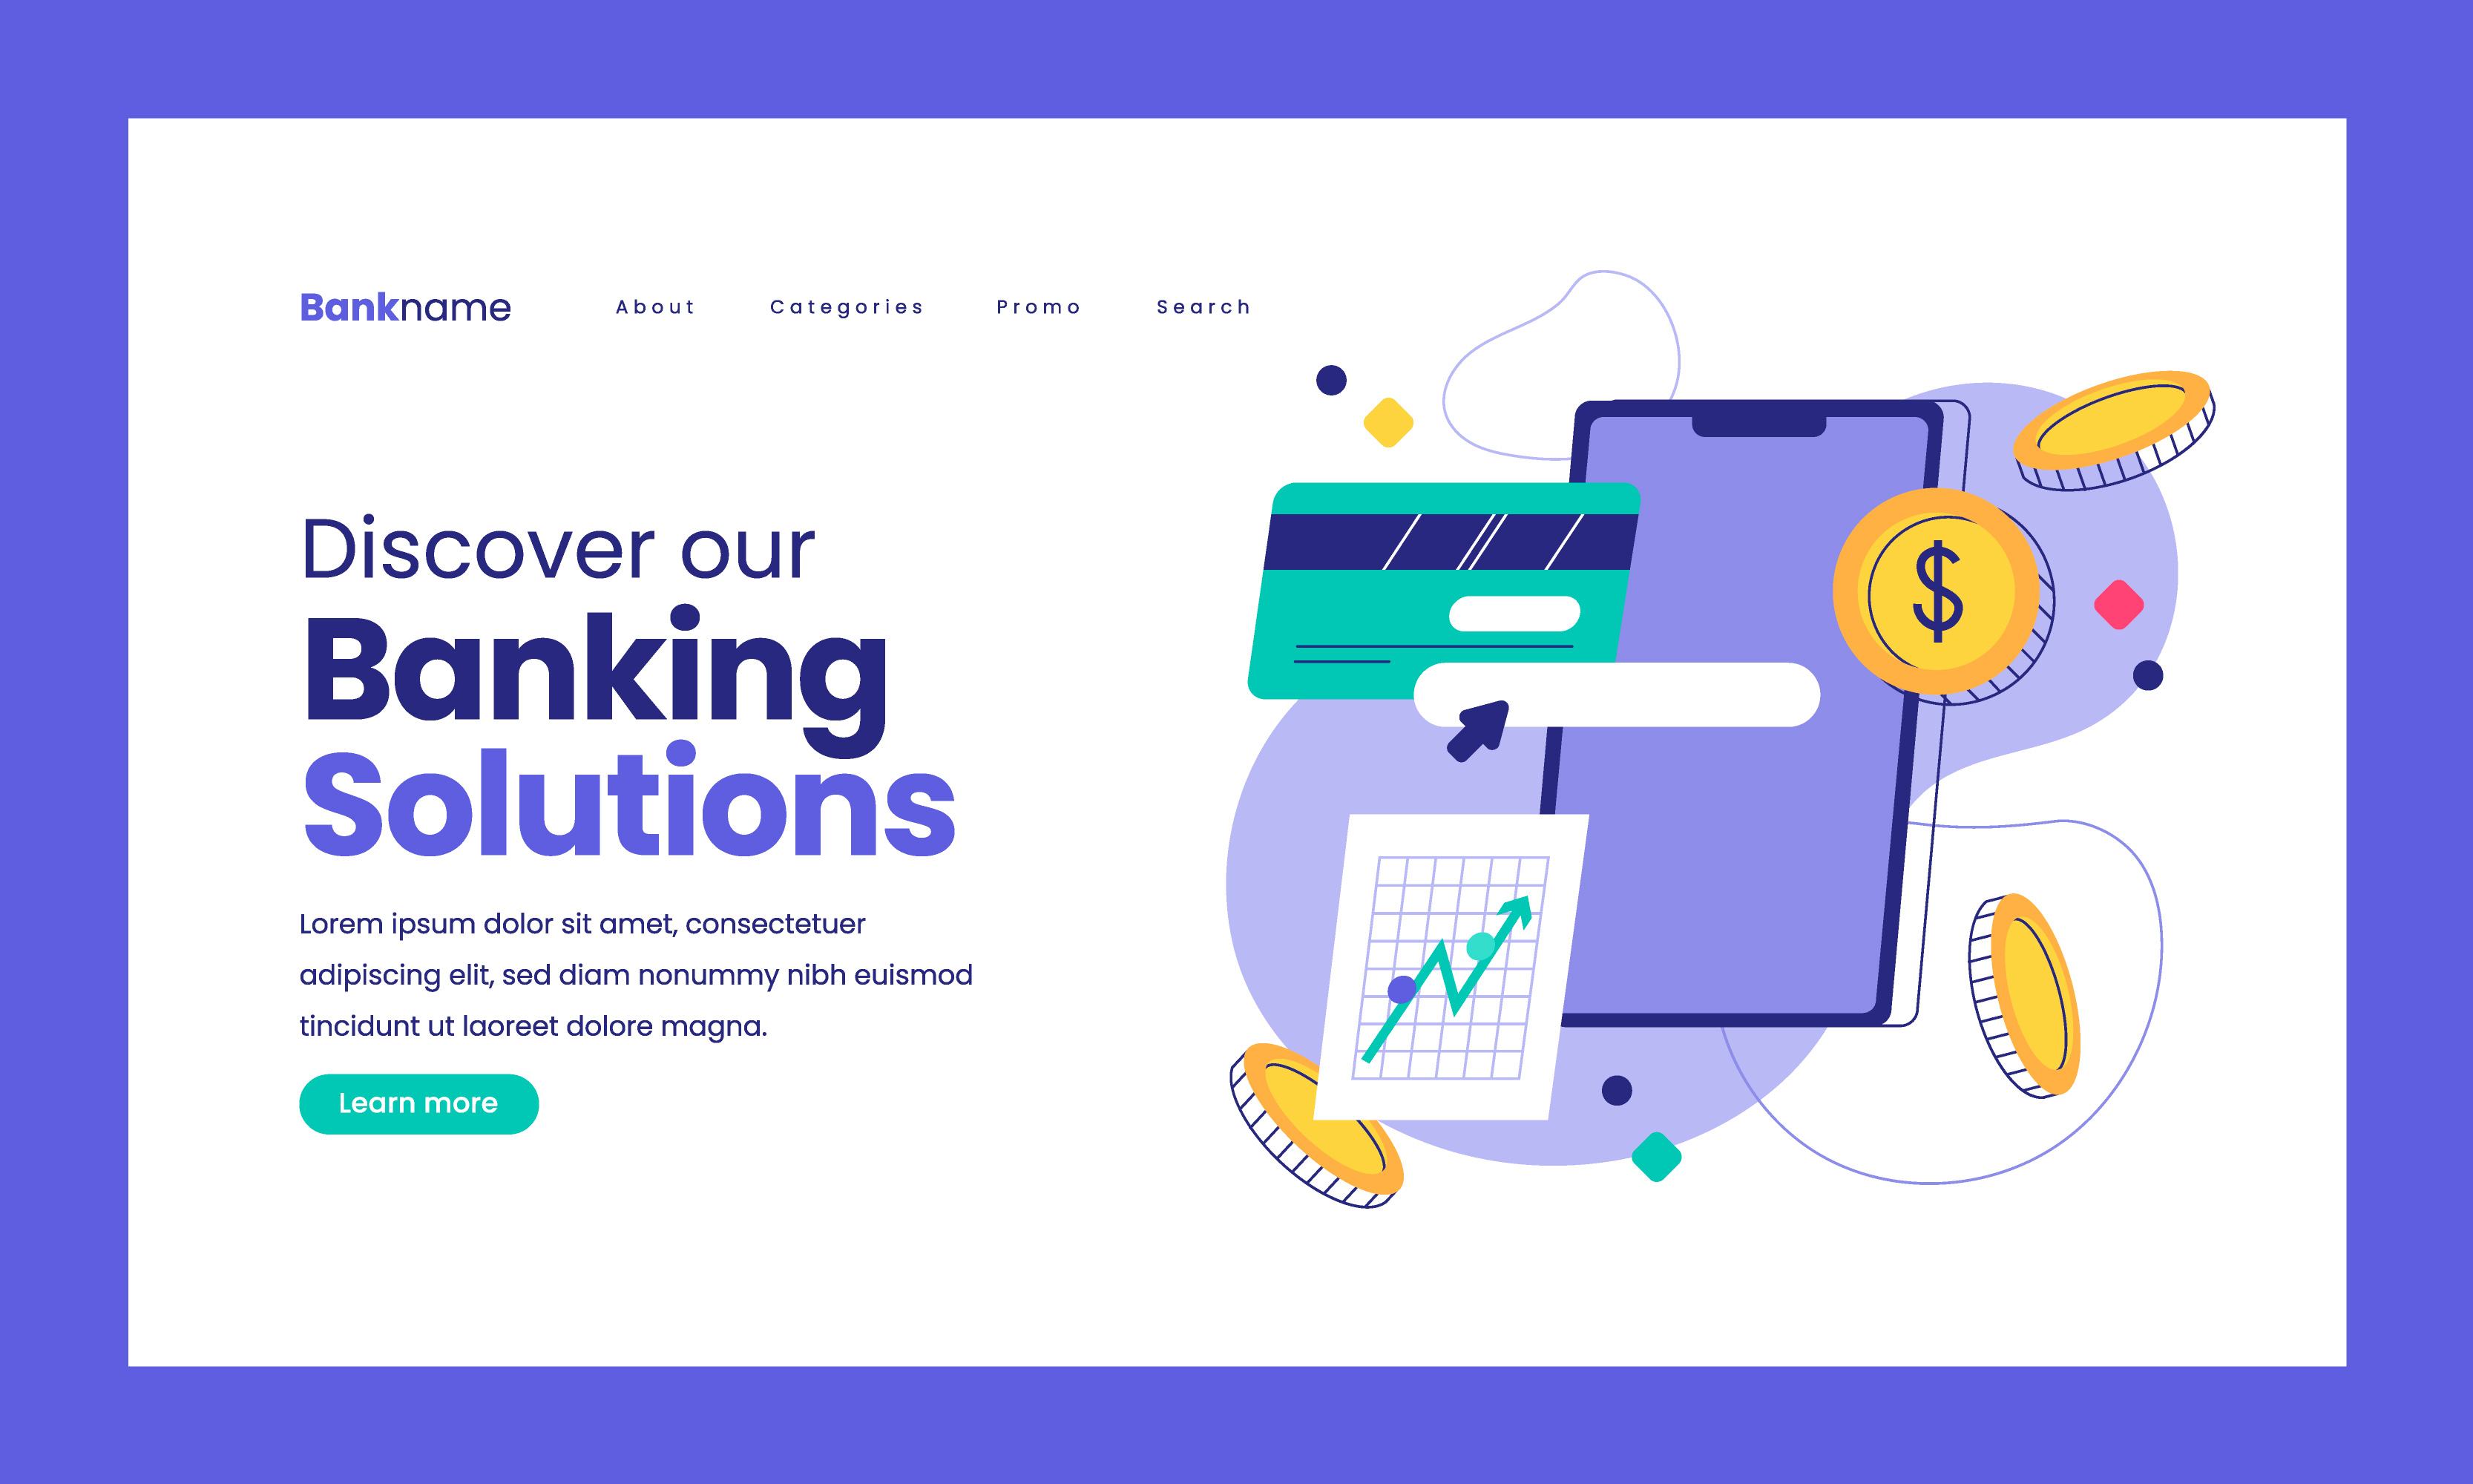 Bankname About Categories Promo Search
Discover our
Banking
Solutions
Lorem ipsum dolor sit amet, consectetuer
adipiscing elit, sed diam nonummy nibh euismod
tincidunt ut laoreet dolore magna.
Learn more
$